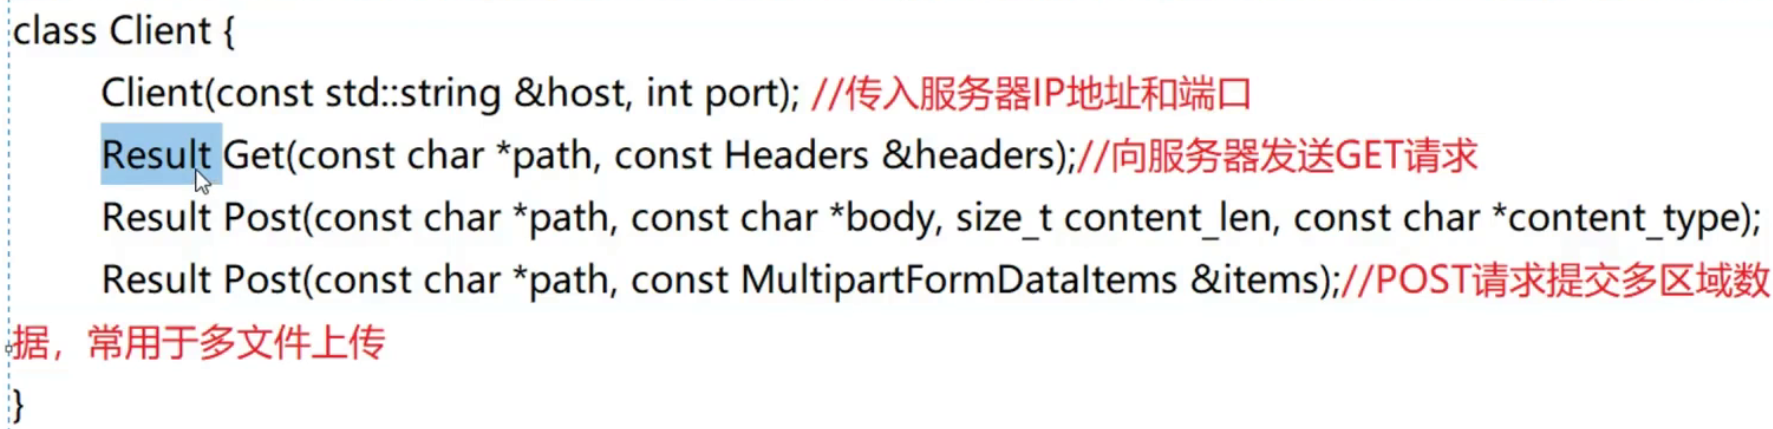 class Client {
Client(const std::string &host, int port); //传入服务器IP地址和端口
Result Get(const char *path, const Headers &headers);//向服务器发送GET请求
Result Post(const char *path, const char *body, size_t content_len, const char *content_type);
Result Post(const char *path, const MultipartFormDataItems &items);//POST请求提交多区域数
据，常用于多文件上传
}